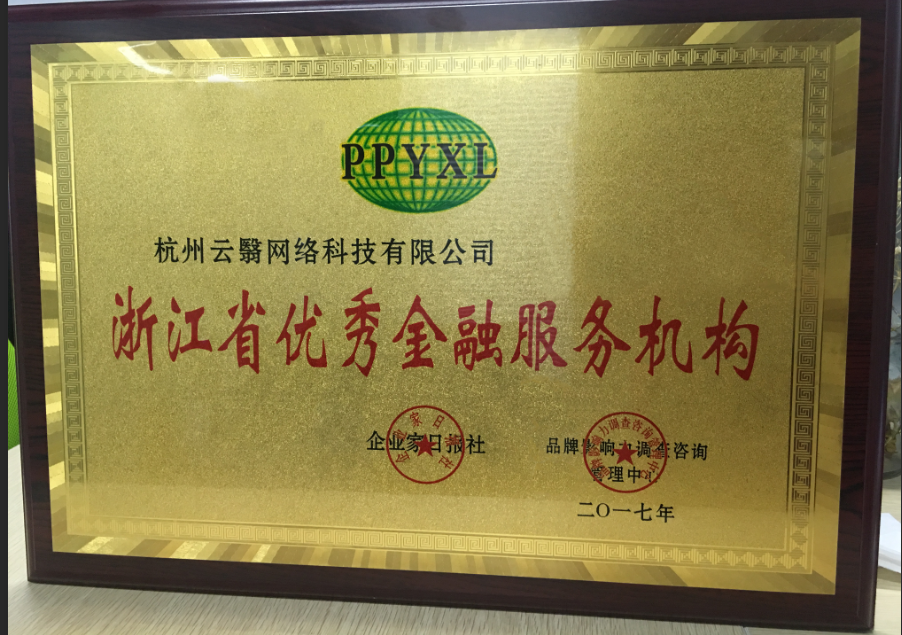 PPYXL
杭州云翳网络科技有限公司
浙江省优秀金融服务机构
企业家日报社
品牌影响力调查咨询
管理中心
二〇一七年